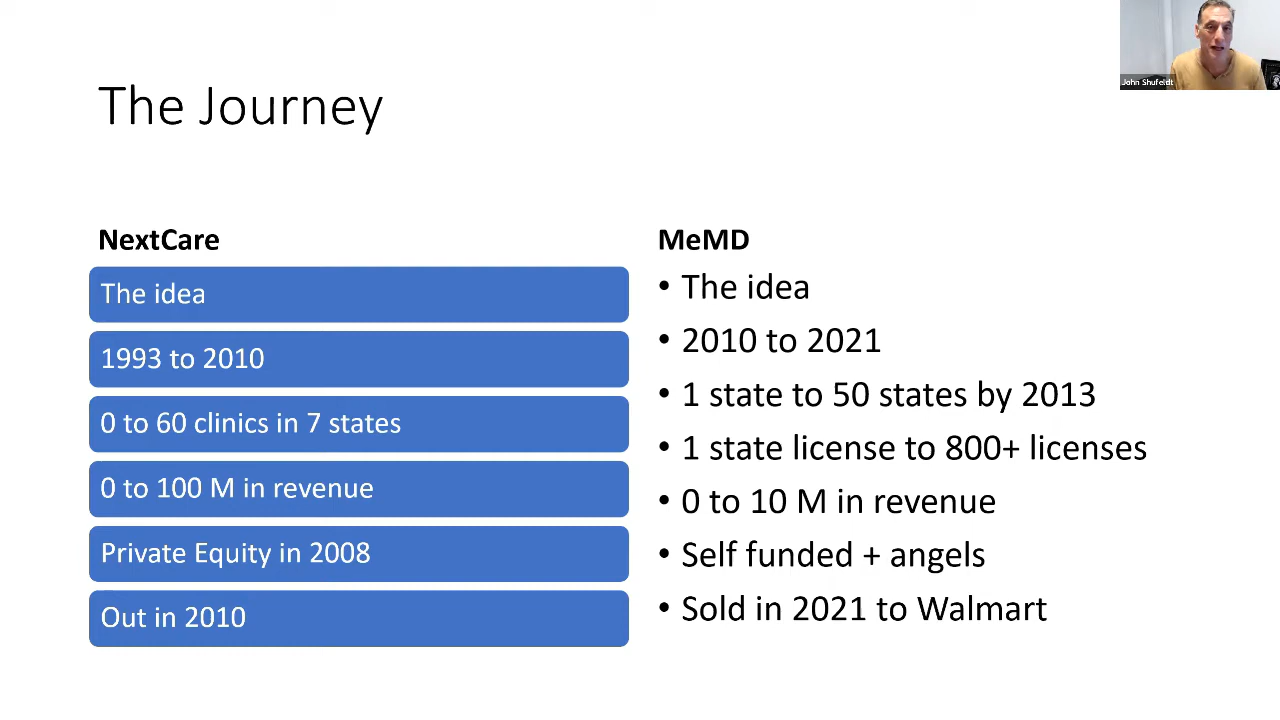 The Journey
John Shufeldt
NextCare
The idea
1993 to 2010
0 to 60 clinics in 7 states
0 to 100 M in revenue
Private Equity in 2008
Out in 2010
MeMD
• The idea
• 2010 to 2021
• 1 state to 50 states by 2013
• 1 state license to 800+ licenses
• 0 to 10 M in revenue
• Self funded + angels
• Sold in 2021 to Walmart